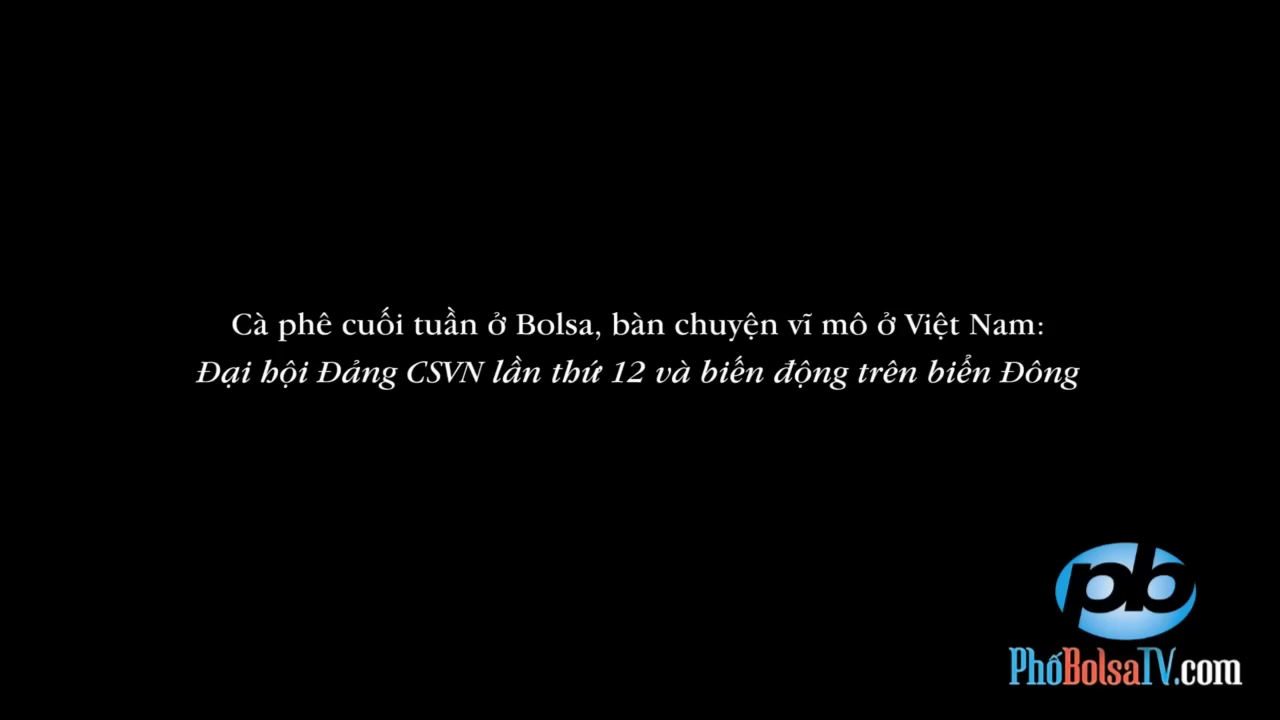 Cà phê cuối tuần ở Bolsa, bàn chuyện vĩ mô ở Việt Nam:
Đại hội Đảng CSVN lần thứ 12 và biến động trên biển Đông
pb
PhốBolsaTV.com